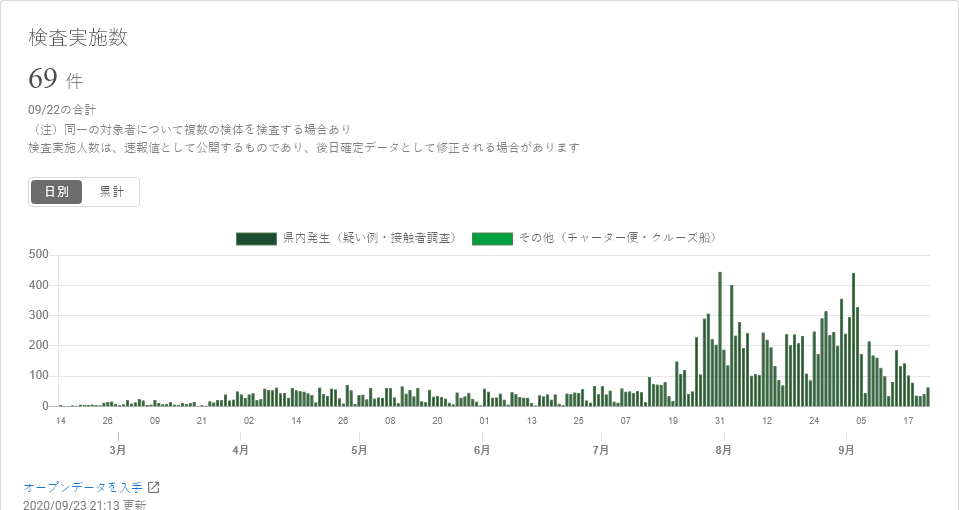 検査実施数
69 件
09/22の合計
（注）同一の対象者について複数の検体を検査する場合あり
検査実施人数は、速報値として公開するものであり、後日確定データとして修正される場合があります
日別 累計
県内発生（疑い例・接触者調査） その他（チャーター便・クルーズ船）
500
400
300
200
100
0
14 26 09 21 02 14 26 08 20 01 13 25 07 19 31 12 24 05 17
3月 4月 5月 6月 7月 8月 9月
オープンデータを入手
2020/09/23 21:13 更新